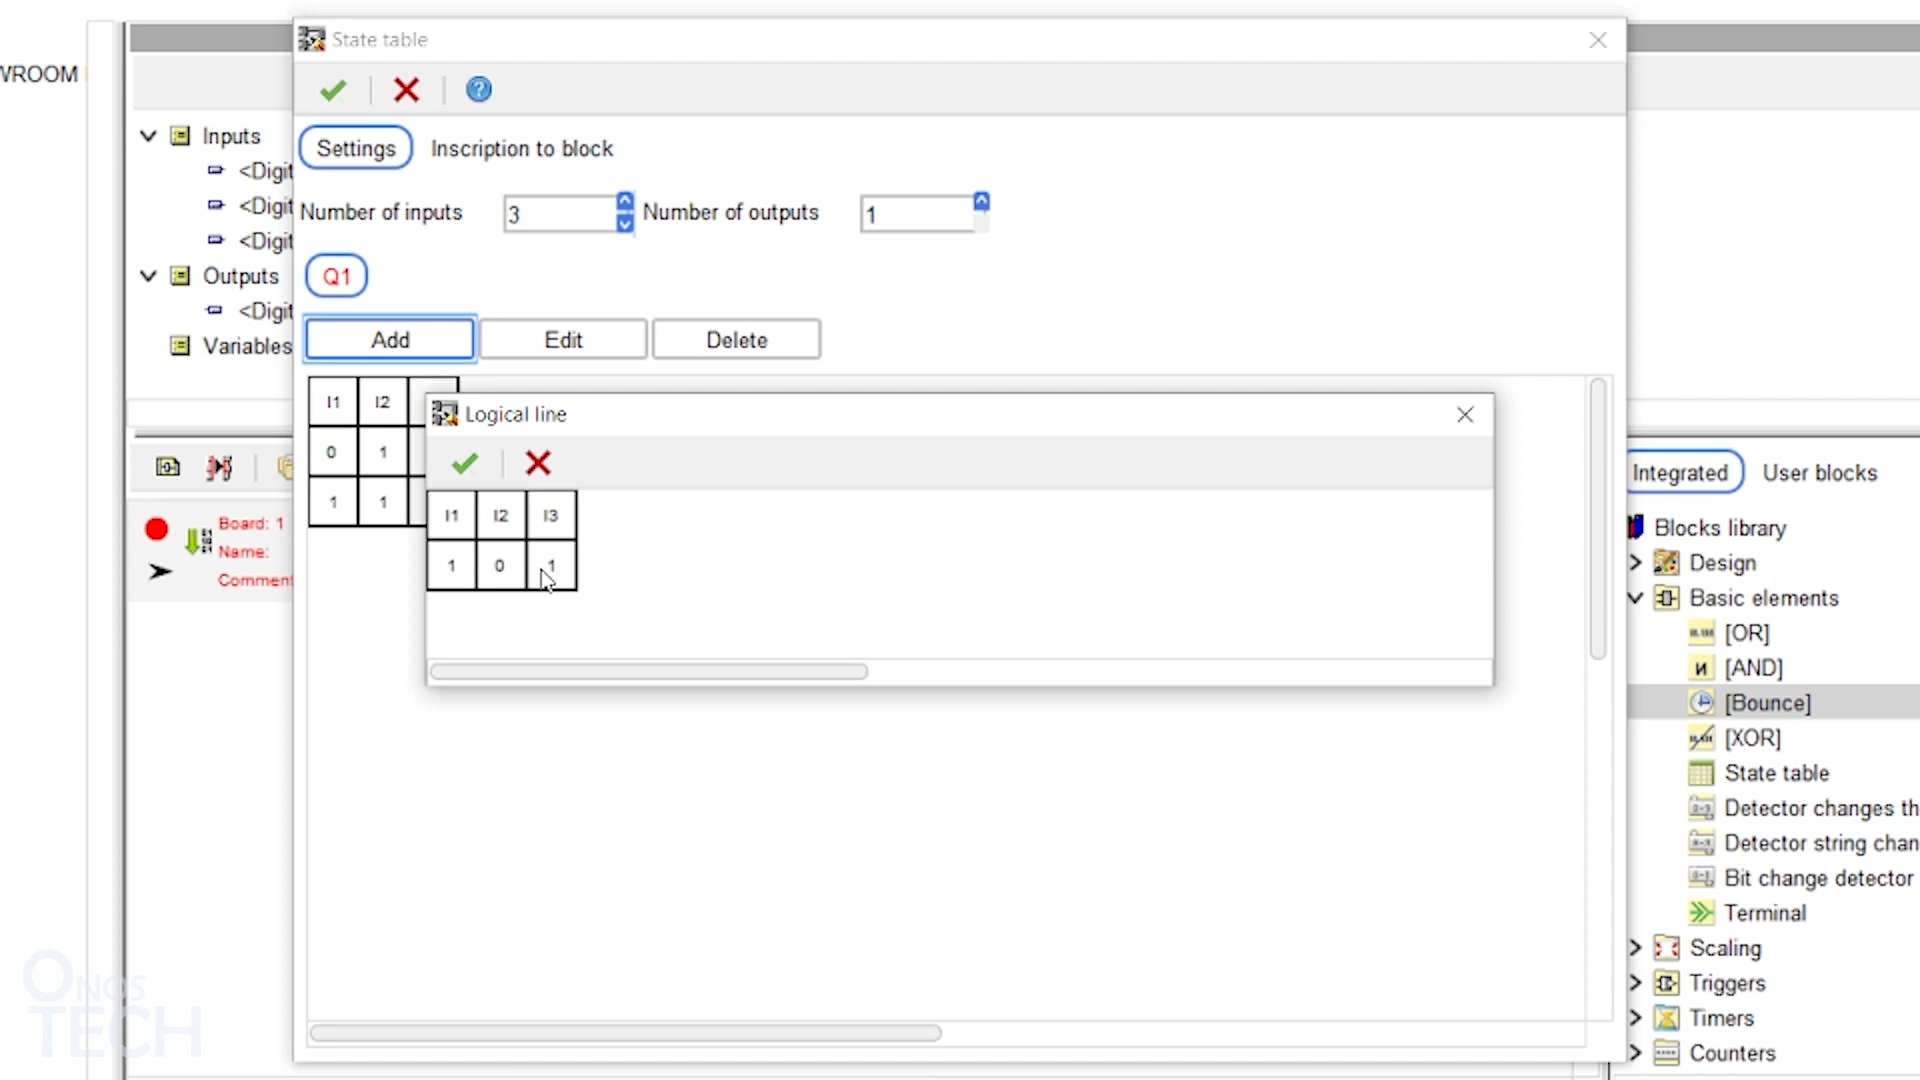 State table
WROOM
Inputs
<Digit
<Digit
<Digit
Outputs
<Digit
Variables
Settings Inscription to block
Number of inputs 3 Number of outputs 1
Q1
Add Edit Delete
I1 I2
0 1
1 1
Logical line
I1 I2 I3
1 0 1
Board: 1
Name:
Comment
Integrated User blocks
Blocks library
Design
Basic elements
[OR]
[AND]
[Bounce]
[XOR]
State table
Detector changes th
Detector string chan
Bit change detector
Terminal
Scaling
Triggers
Timers
Counters
ONOS
TECH